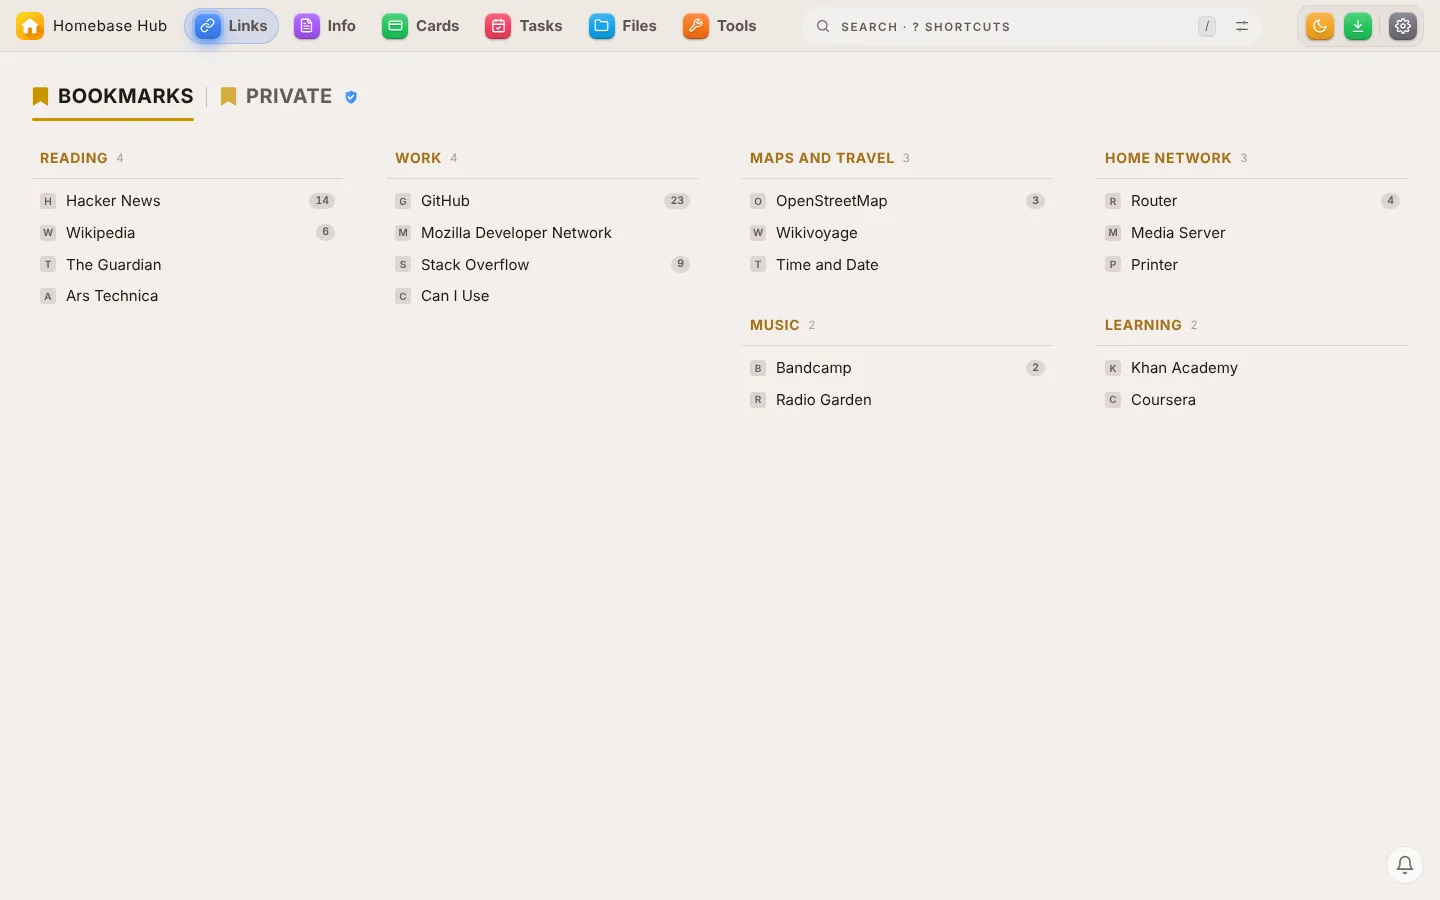 Homebase Hub Links Info Cards Tasks Files Tools SEARCH · ? SHORTCUTS /
BOOKMARKS PRIVATE
READING 4
H Hacker News 14
W Wikipedia 6
T The Guardian
A Ars Technica
WORK 4
G GitHub 23
M Mozilla Developer Network
S Stack Overflow 9
C Can I Use
MAPS AND TRAVEL 3
O OpenStreetMap 3
W Wikivoyage
T Time and Date
MUSIC 2
B Bandcamp 2
R Radio Garden
HOME NETWORK 3
R Router 4
M Media Server
P Printer
LEARNING 2
K Khan Academy
C Coursera